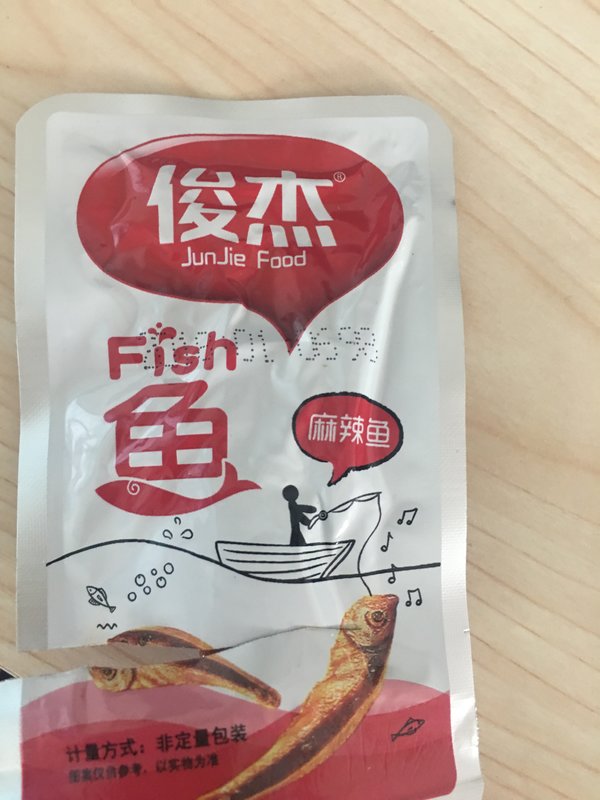 俊杰®
JunJie Food
Fish
鱼
麻辣鱼
计量方式：非定量包装
图案仅供参考，以实物为准